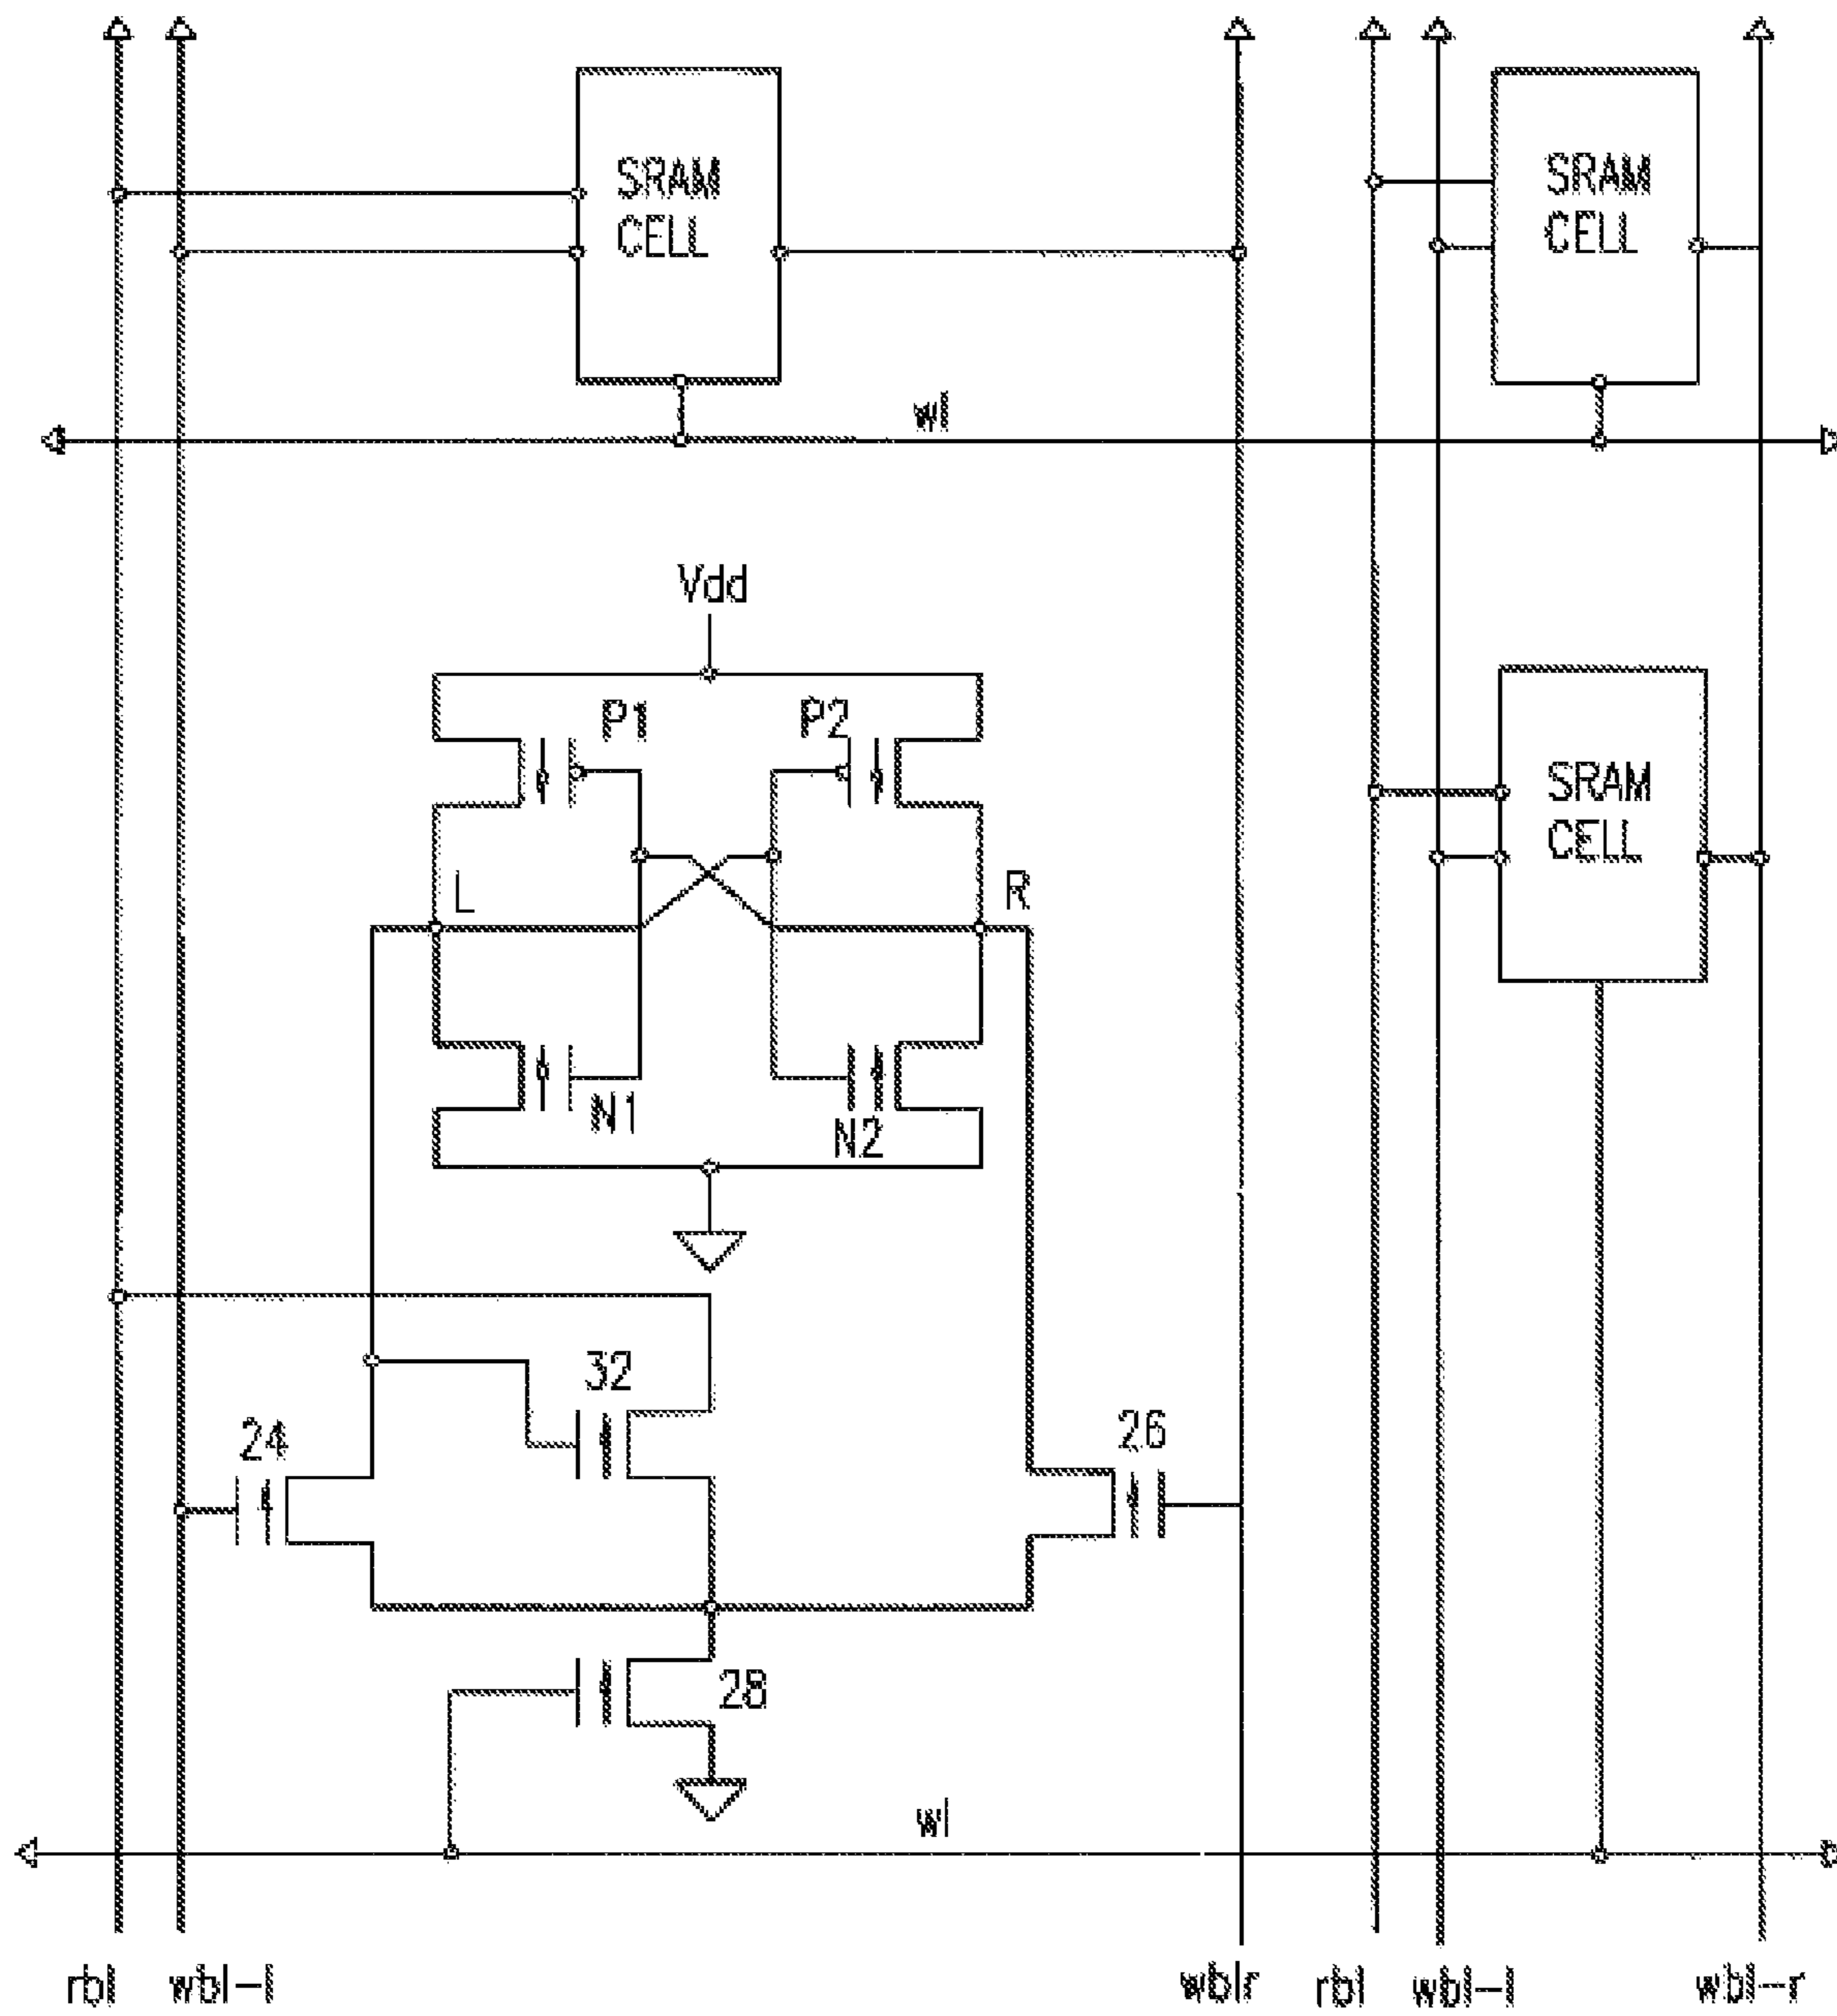 SRAM
CELL
SRAM
CELL
wl
Vdd
P1
P2
SRAM
CELL
L
R
N1
N2
32
24
26
28
wl
rbl
wbl-l
wblr
rbl
wbl-l
wbl-r